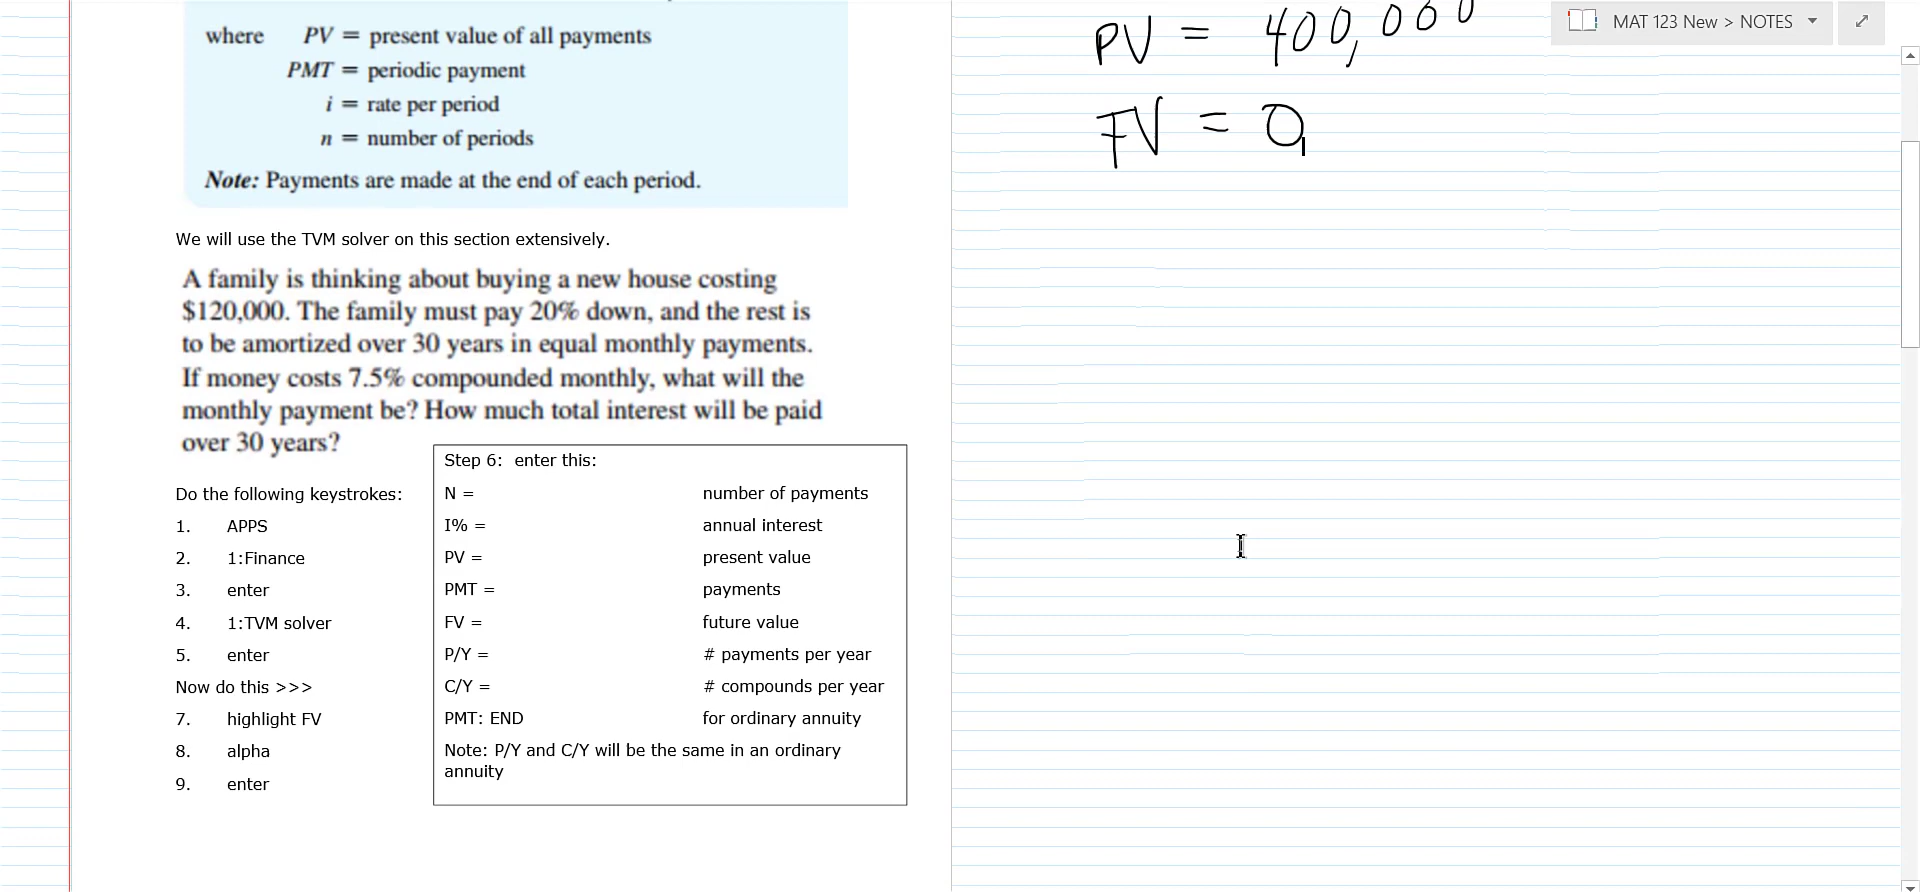 where PV = present value of all payments
PMT = periodic payment
i = rate per period
n = number of periods
Note: Payments are made at the end of each period.
We will use the TVM solver on this section extensively.
A family is thinking about buying a new house costing
$120,000. The family must pay 20% down, and the rest is
to be amortized over 30 years in equal monthly payments.
If money costs 7.5% compounded monthly, what will the
monthly payment be? How much total interest will be paid
over 30 years?
Do the following keystrokes:
1. APPS
2. 1:Finance
3. enter
4. 1:TVM solver
5. enter
Now do this >>>
7. highlight FV
8. alpha
9. enter
Step 6: enter this:
N = number of payments
I% = annual interest
PV = present value
PMT = payments
FV = future value
P/Y = # payments per year
C/Y = # compounds per year
PMT: END for ordinary annuity
Note: P/Y and C/Y will be the same in an ordinary
annuity
PV = 400,000
FV = 0
MAT 123 New > NOTES